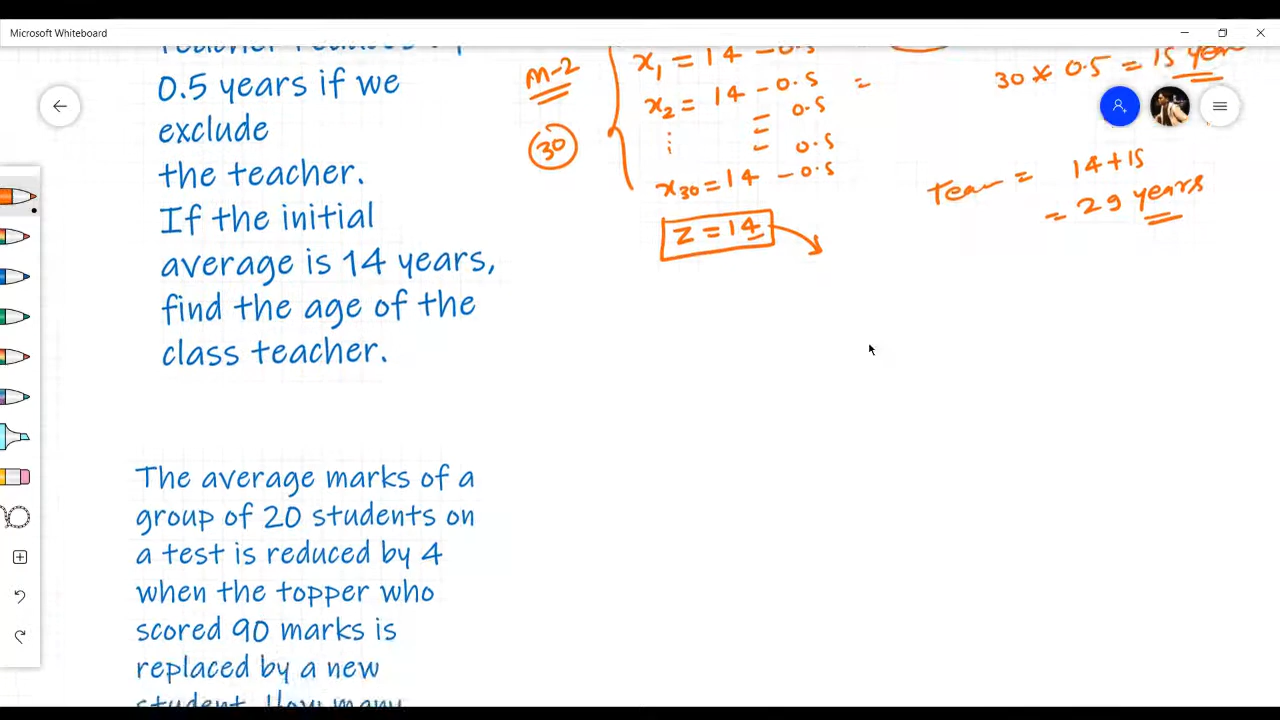 Microsoft Whiteboard
0.5 years if we
exclude
the teacher.
If the initial
average is 14 years,
find the age of the
class teacher.
M-2
30
x₁ = 14 - 0.5
x₂ = 14 - 0.5 =
⋮ = 0.5
= 0.5
x₃₀ = 14 - 0.5
Z = 14
30 * 0.5 = 15 year
= 14 + 15
= 29 years
The average marks of a
group of 20 students on
a test is reduced by 4
when the topper who
scored 90 marks is
replaced by a new
student. How many